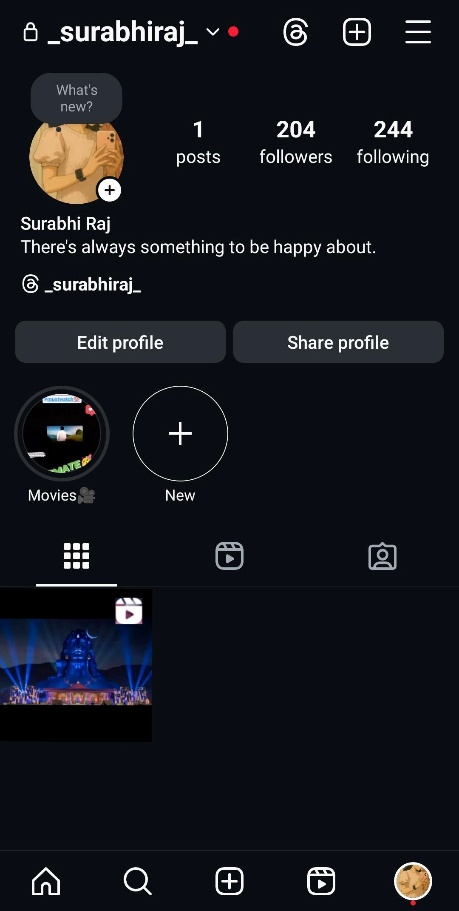 _surabhiraj_
What's
new?
1
posts
204
followers
244
following
Surabhi Raj
There's always something to be happy about.
_surabhiraj_
Edit profile
Share profile
Movies🎥
New